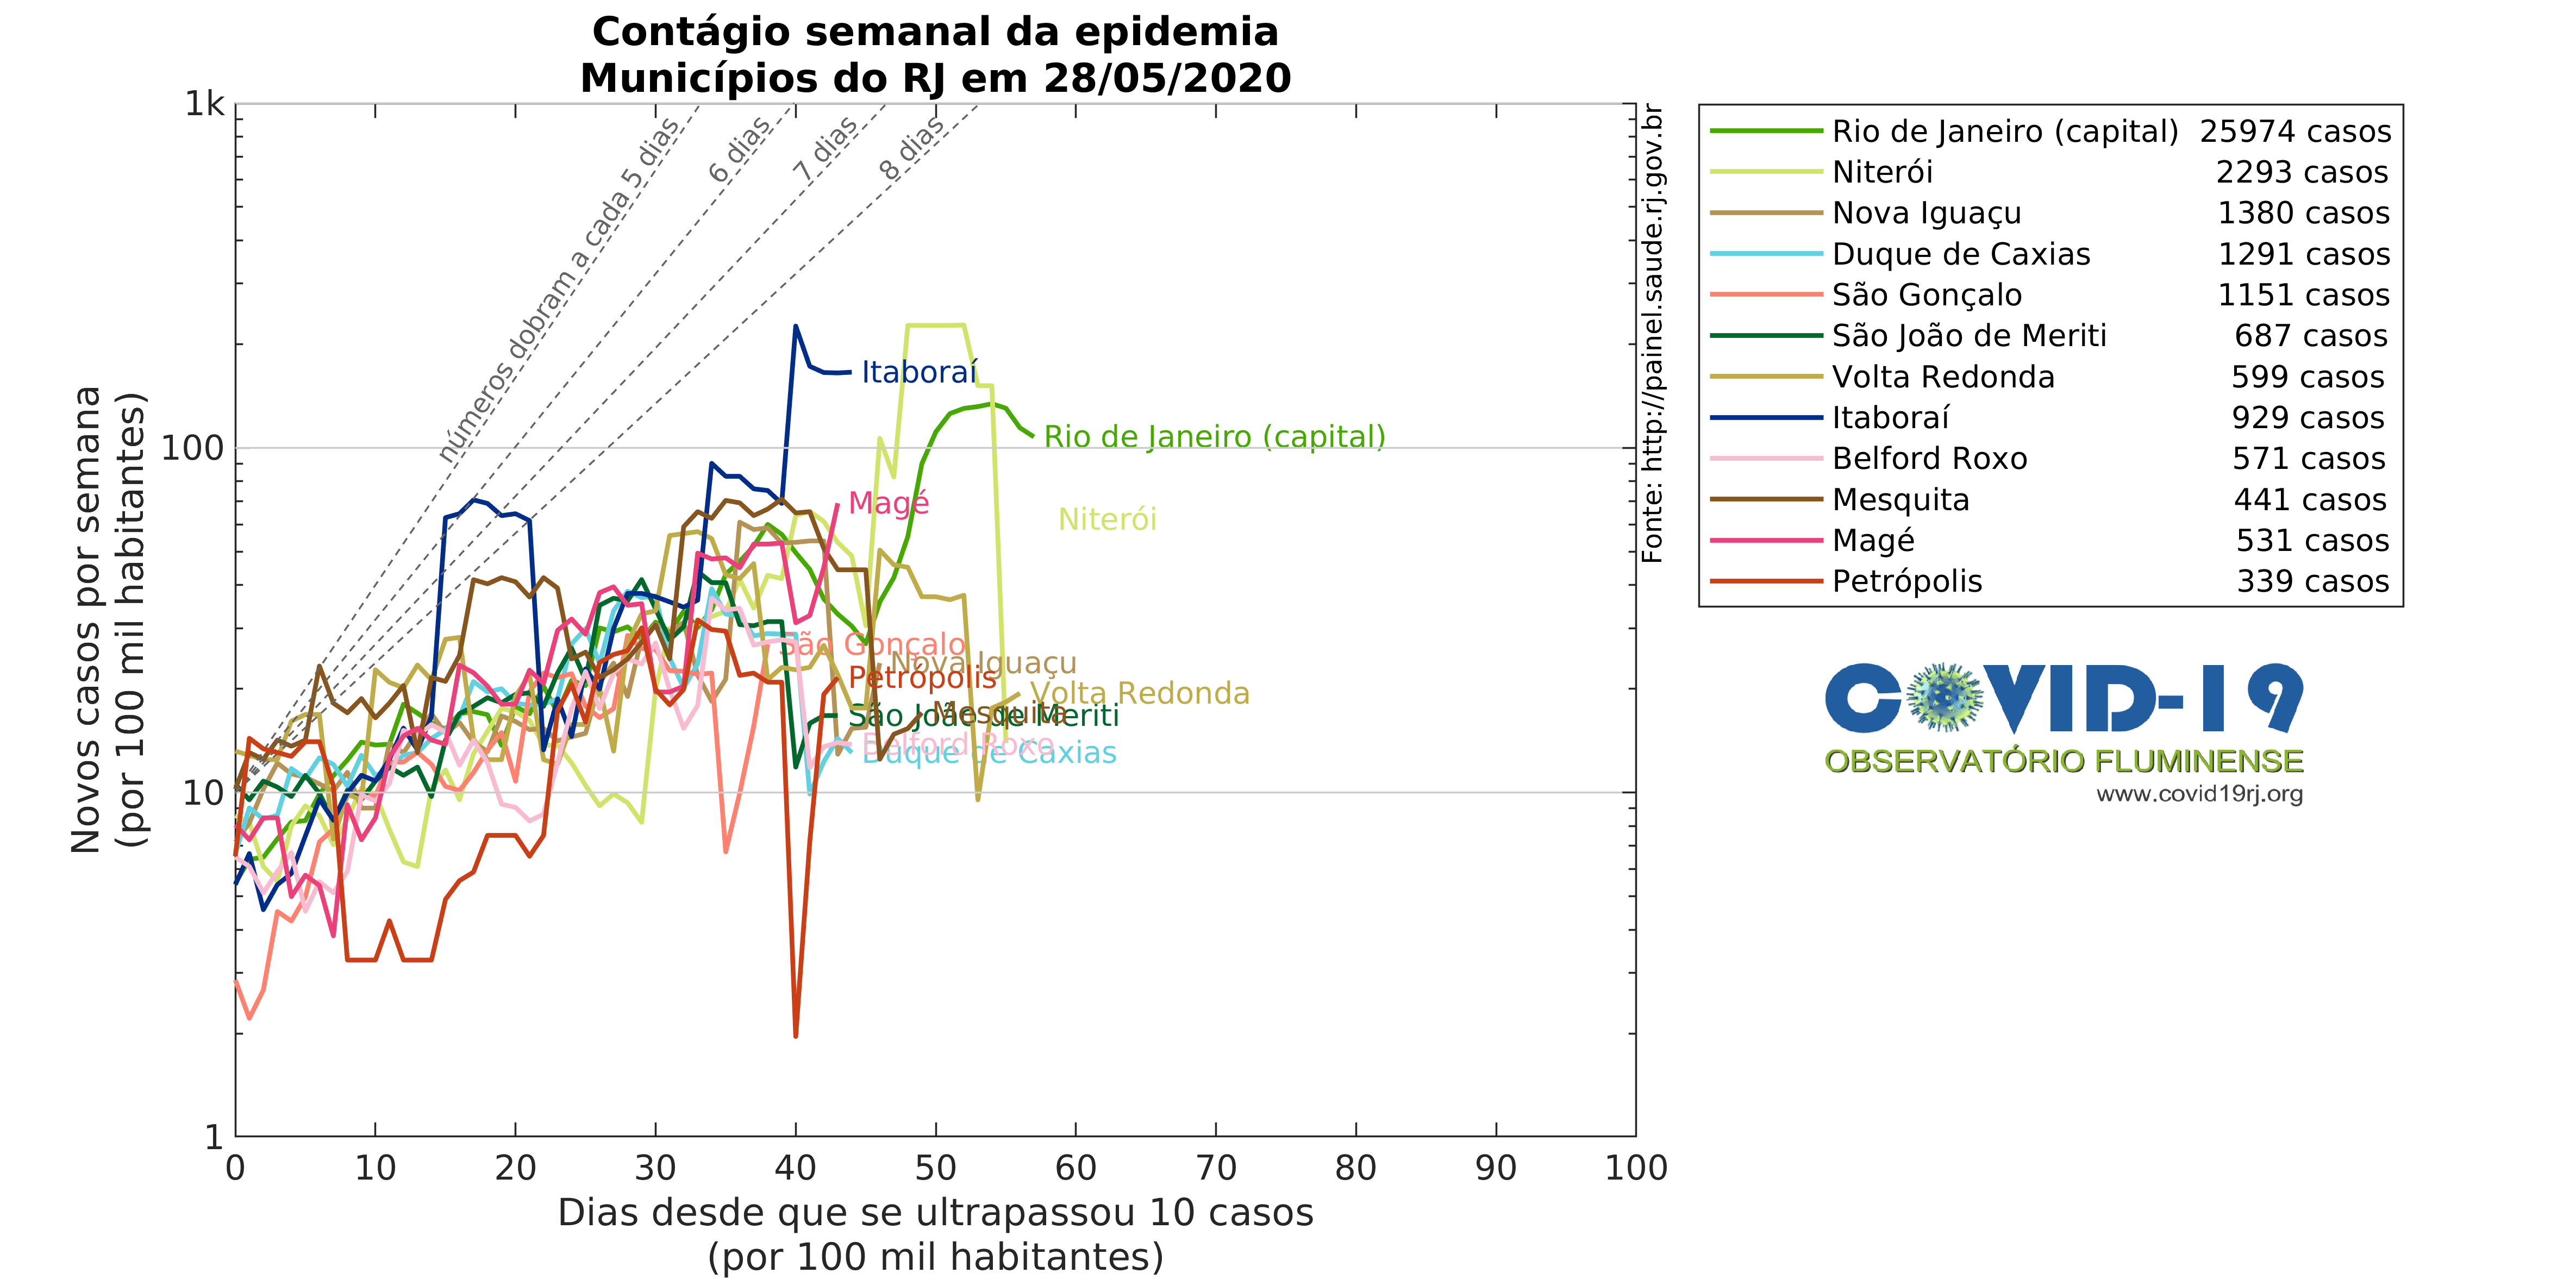 Contágio semanal da epidemia
Municípios do RJ em 28/05/2020
Novos casos por semana
(por 100 mil habitantes)
1k
100
10
1
números dobram a cada 5 dias
6 dias
7 dias
8 dias
Itaboraí
Rio de Janeiro (capital)
Magé
Niterói
São Gonçalo
Nova Iguaçu
Petrópolis
Volta Redonda
Mesquita
São João de Meriti
Belford Roxo
Duque de Caxias
0 10 20 30 40 50 60 70 80 90 100
Dias desde que se ultrapassou 10 casos
(por 100 mil habitantes)
Fonte: http://painel.saude.rj.gov.br
Rio de Janeiro (capital) 25974 casos
Niterói 2293 casos
Nova Iguaçu 1380 casos
Duque de Caxias 1291 casos
São Gonçalo 1151 casos
São João de Meriti 687 casos
Volta Redonda 599 casos
Itaboraí 929 casos
Belford Roxo 571 casos
Mesquita 441 casos
Magé 531 casos
Petrópolis 339 casos
COVID-19
OBSERVATÓRIO FLUMINENSE
www.covid19rj.org